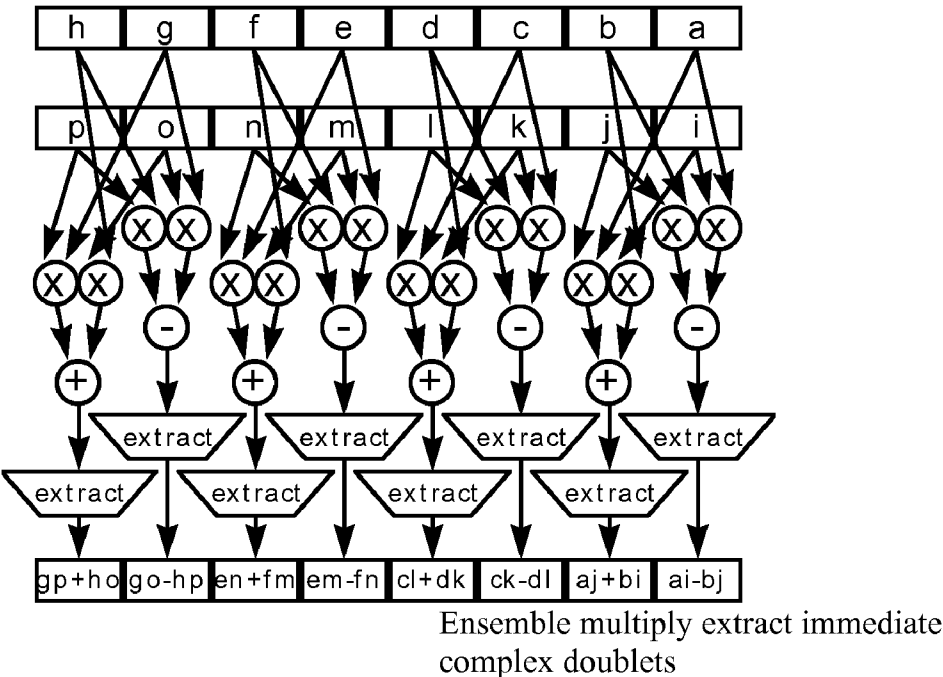 h g f e d c b a
p o n m l k j i
X X X X X X X X
X X X X X X X X
- - - -
+ + + +
extract extract extract extract
extract extract extract extract
gp+ho go-hp en+fm em-fn cl+dk ck-dl aj+bi ai-bj
Ensemble multiply extract immediate
complex doublets